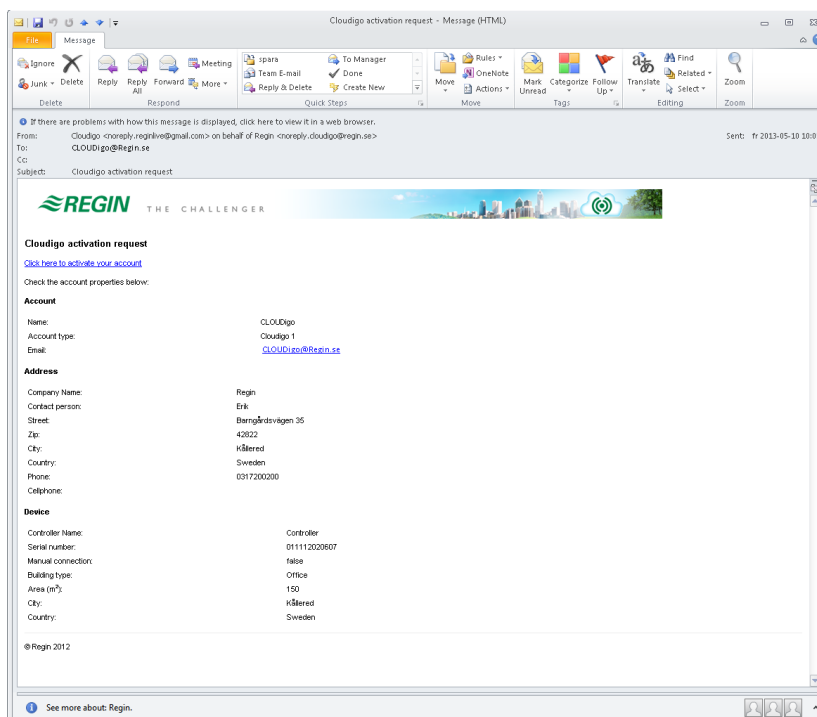 Cloudigo activation request - Message (HTML)
File Message
Ignore
Junk Delete
Reply Reply All Forward
Meeting
More
spara
Team E-mail
Reply & Delete
To Manager
Done
Create New
Move
Rules
OneNote
Actions
Mark Unread
Categorize
Follow Up
Translate
Find
Related
Select
Zoom
Delete Respond Quick Steps Move Tags Editing Zoom
If there are problems with how this message is displayed, click here to view it in a web browser.
From: Cloudigo <noreply.reginlive@gmail.com> on behalf of Regin <noreply.cloudigo@regin.se>
Sent: fr 2013-05-10 10:0
To: CLOUDigo@Regin.se
Cc:
Subject: Cloudigo activation request
REGIN THE CHALLENGER
Cloudigo activation request
Click here to activate your account
Check the account properties below:
Account
Name: CLOUDigo
Account type: Cloudigo 1
Email: CLOUDigo@Regin.se
Address
Company Name: Regin
Contact person: Erik
Street: Barngårdsvägen 35
Zip: 42822
City: Kållered
Country: Sweden
Phone: 0317200200
Cellphone:
Device
Controller Name: Controller
Serial number: 011112020607
Manual connection: false
Building type: Office
Area (m²): 150
City: Kållered
Country: Sweden
© Regin 2012
See more about: Regin.